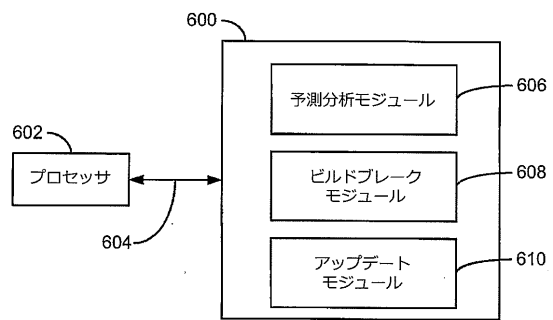 600
予測分析モジュール
606
602
プロセッサ
ビルドブレーク
モジュール
608
604
アップデート
モジュール
610